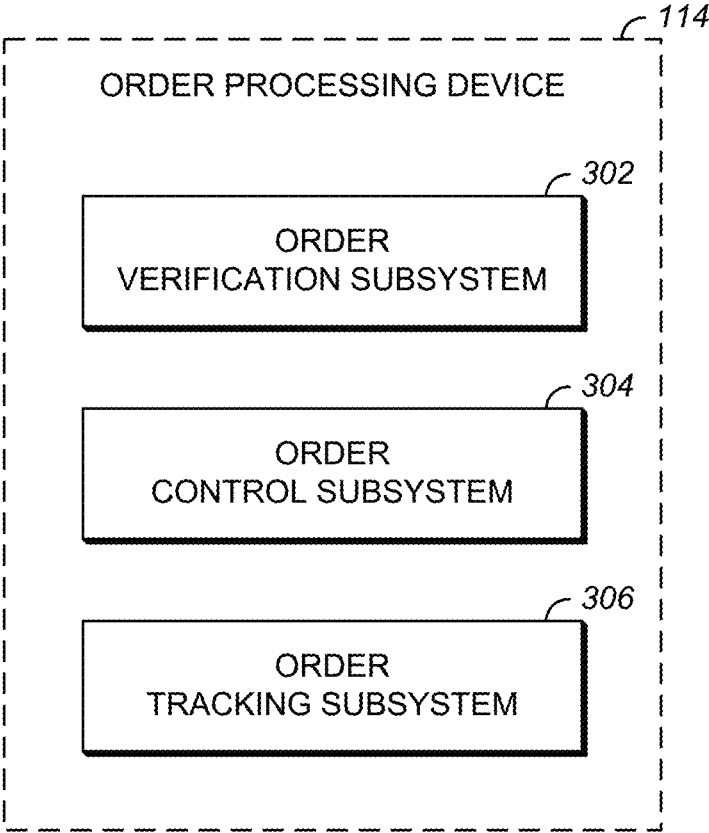 114
ORDER PROCESSING DEVICE
302
ORDER
VERIFICATION SUBSYSTEM
304
ORDER
CONTROL SUBSYSTEM
306
ORDER
TRACKING SUBSYSTEM